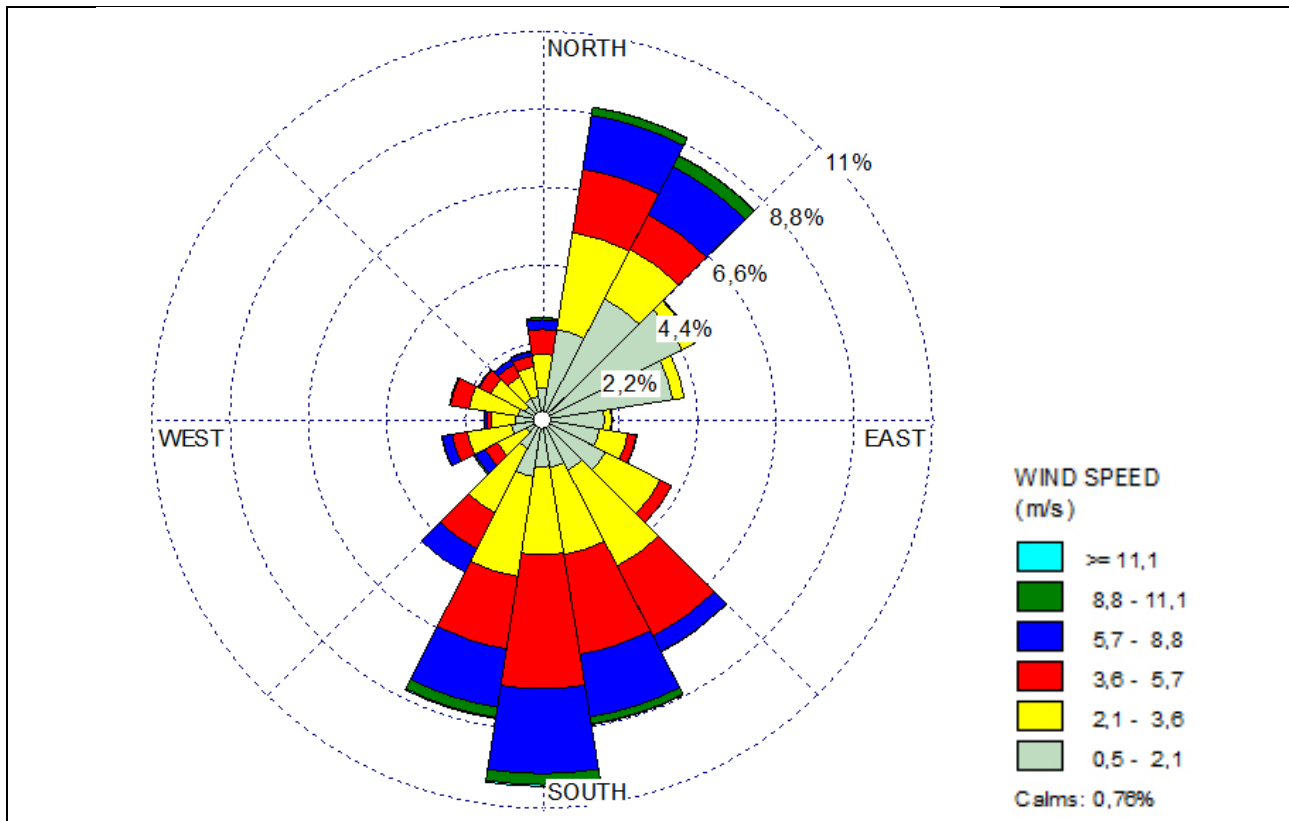 NORTH
11%
8,8%
6,6%
4,4%
2,2%
WEST
EAST
SOUTH
WIND SPEED
(m/s)
>= 11,1
8,8 - 11,1
5,7 - 8,8
3,6 - 5,7
2,1 - 3,6
0,5 - 2,1
Calms: 0,76%